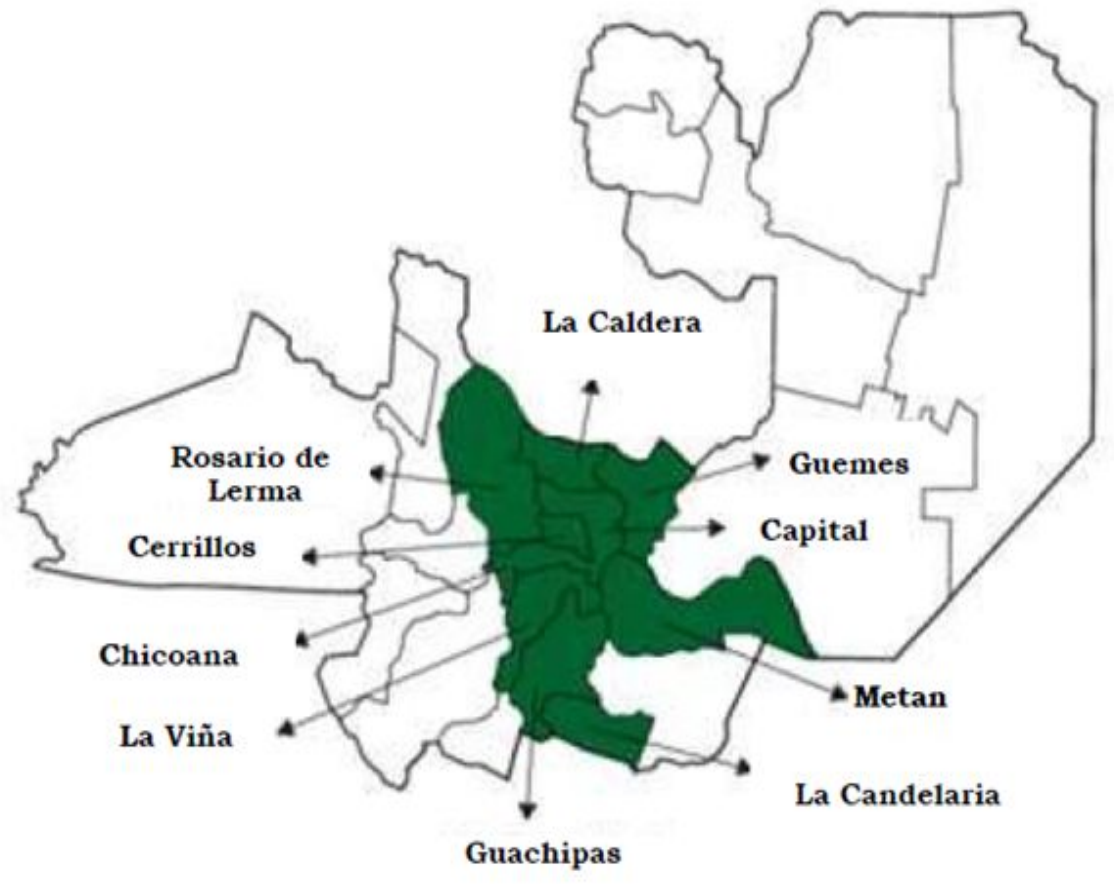 La Caldera
Rosario de
Lerma
Guemes
Cerrillos
Capital
Chicoana
Metan
La Viña
La Candelaria
Guachipas